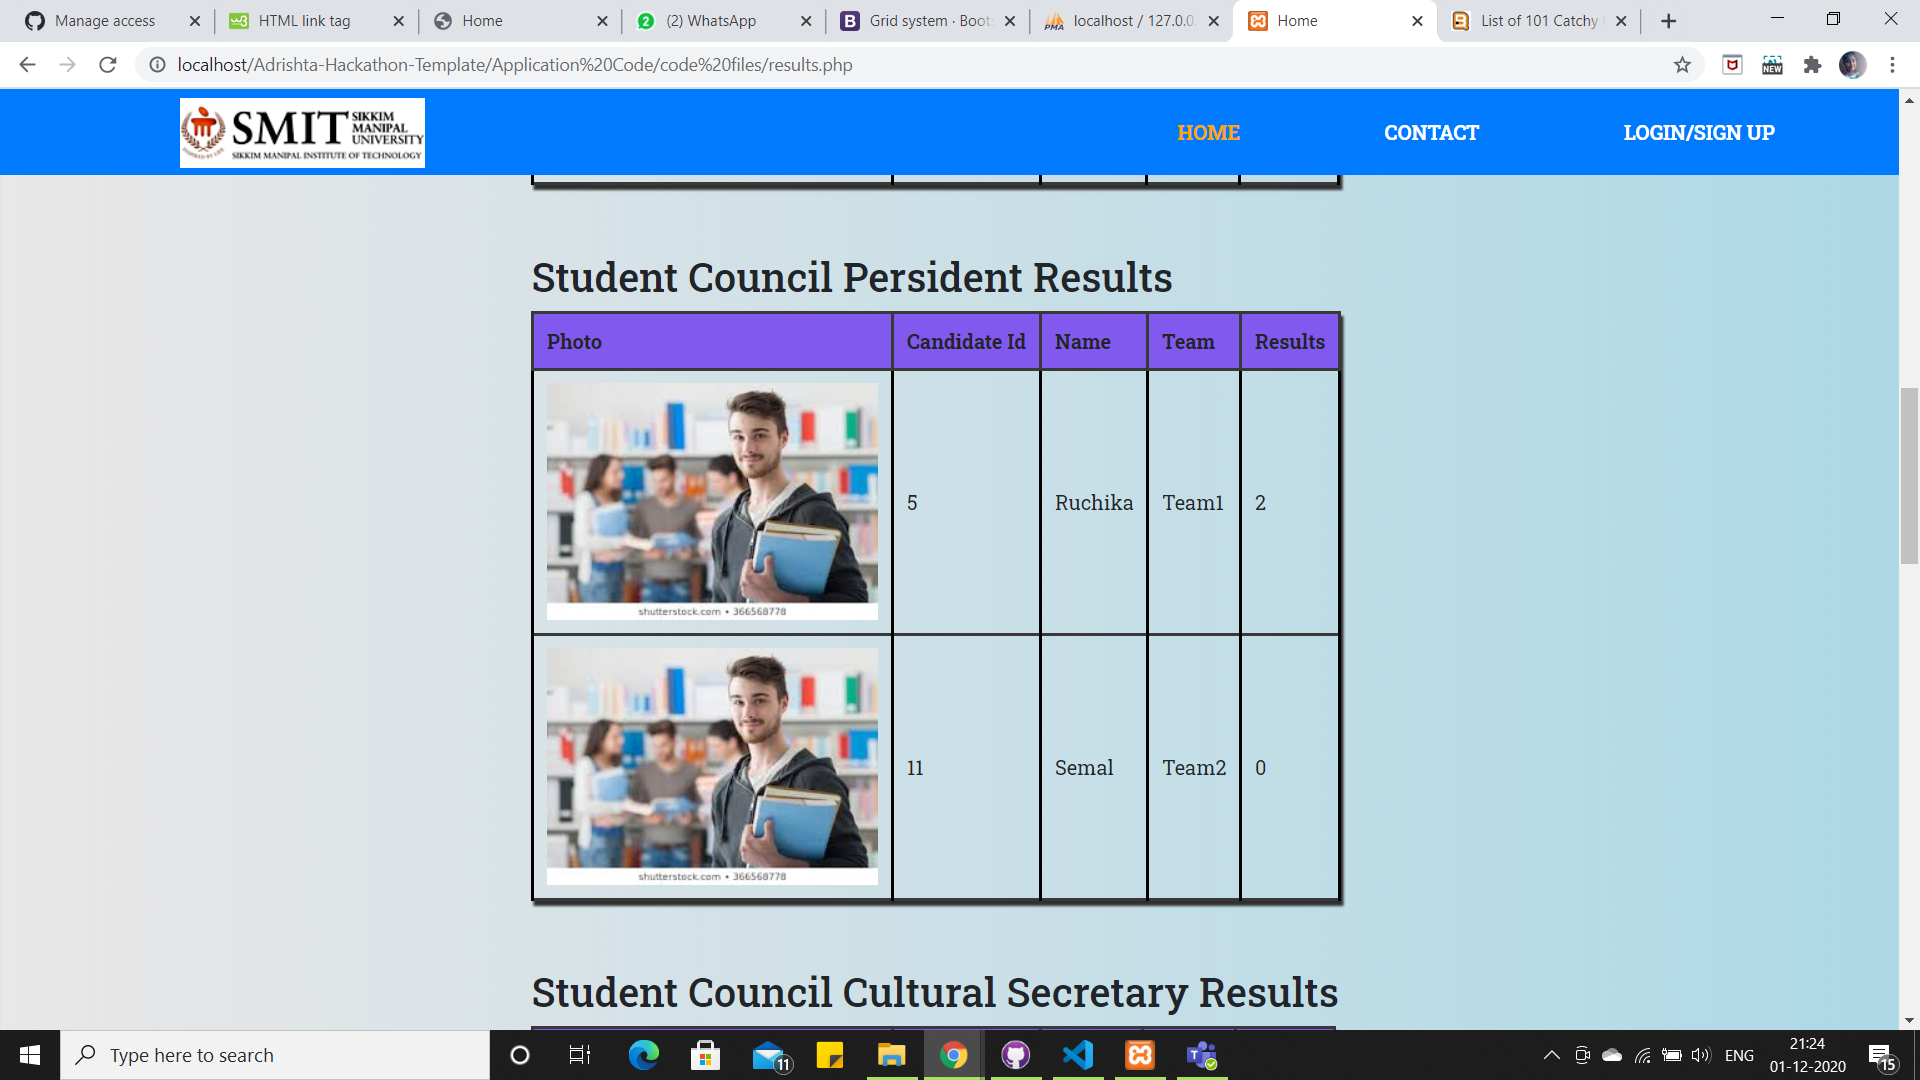 Manage access
HTML link tag
Home
(2) WhatsApp
Grid system · Boot
localhost / 127.0.0
Home
List of 101 Catchy
localhost/Adrishta-Hackathon-Template/Application%20Code/code%20files/results.php
SMIT SIKKIM MANIPAL UNIVERSITY
SIKKIM MANIPAL INSTITUTE OF TECHNOLOGY
INSPIRED BY LIFE
HOME CONTACT LOGIN/SIGN UP
Student Council Persident Results
Photo Candidate Id Name Team Results
5 Ruchika Team1 2
shutterstock.com • 366568778
11 Semal Team2 0
shutterstock.com • 366568778
Student Council Cultural Secretary Results
Type here to search
11
ENG
21:24
01-12-2020
15